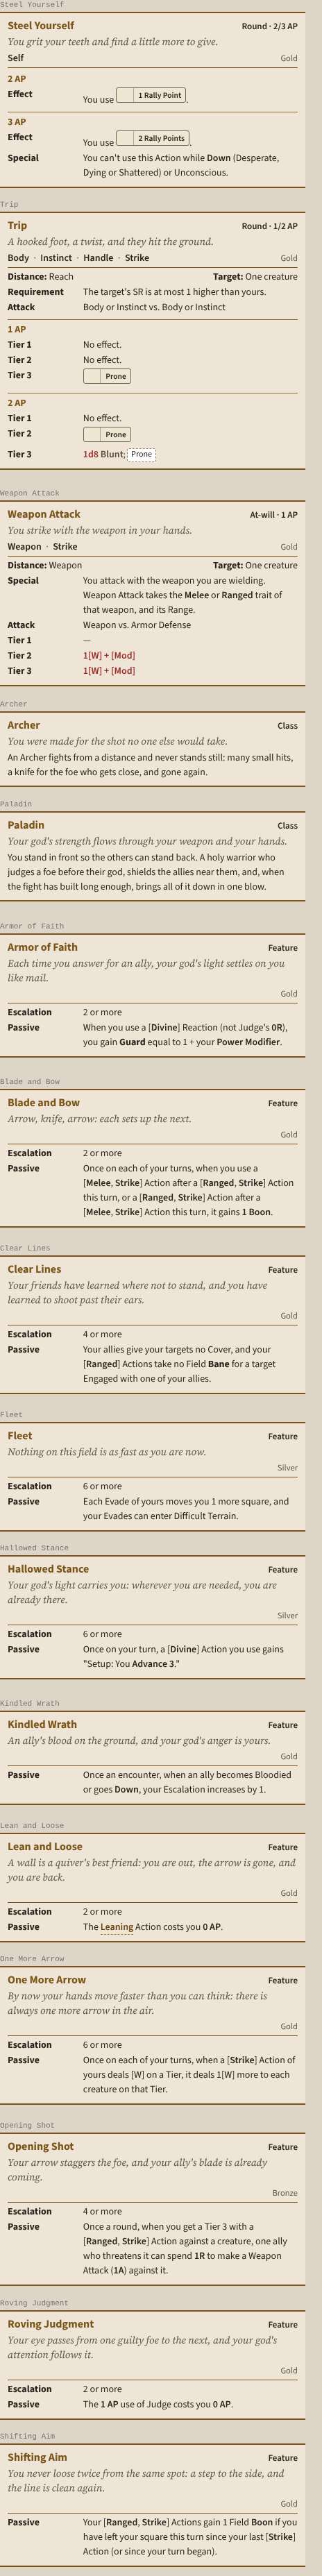 Steel Yourself
Steel Yourself Round · 2/3 AP
You grit your teeth and find a little more to give.
Self Gold
2 AP
Effect You use 1 Rally Point.
3 AP
Effect You use 2 Rally Points.
Special You can't use this Action while Down (Desperate,
Dying or Shattered) or Unconscious.
Trip
Trip Round · 1/2 AP
A hooked foot, a twist, and they hit the ground.
Body · Instinct · Handle · Strike Gold
Distance: Reach Target: One creature
Requirement The target's SR is at most 1 higher than yours.
Attack Body or Instinct vs. Body or Instinct
1 AP
Tier 1 No effect.
Tier 2 No effect.
Tier 3 Prone
2 AP
Tier 1 No effect.
Tier 2 Prone
Tier 3 1d8 Blunt; Prone
Weapon Attack
Weapon Attack At-will · 1 AP
You strike with the weapon in your hands.
Weapon · Strike Gold
Distance: Weapon Target: One creature
Special You attack with the weapon you are wielding.
Weapon Attack takes the Melee or Ranged trait of
that weapon, and its Range.
Attack Weapon vs. Armor Defense
Tier 1 —
Tier 2 1[W] + [Mod]
Tier 3 1[W] + [Mod]
Archer
Archer Class
You were made for the shot no one else would take.
An Archer fights from a distance and never stands still: many small hits,
a knife for the foe who gets close, and gone again.
Paladin
Paladin Class
Your god's strength flows through your weapon and your hands.
You stand in front so the others can stand back. A holy warrior who
judges a foe before their god, shields the allies near them, and, when
the fight has built long enough, brings all of it down in one blow.
Armor of Faith
Armor of Faith Feature
Each time you answer for an ally, your god's light settles on you
like mail.
Gold
Escalation 2 or more
Passive When you use a [Divine] Reaction (not Judge's 0R),
you gain Guard equal to 1 + your Power Modifier.
Blade and Bow
Blade and Bow Feature
Arrow, knife, arrow: each sets up the next.
Gold
Escalation 2 or more
Passive Once on each of your turns, when you use a
[Melee, Strike] Action after a [Ranged, Strike] Action
this turn, or a [Ranged, Strike] Action after a
[Melee, Strike] Action this turn, it gains 1 Boon.
Clear Lines
Clear Lines Feature
Your friends have learned where not to stand, and you have
learned to shoot past their ears.
Gold
Escalation 4 or more
Passive Your allies give your targets no Cover, and your
[Ranged] Actions take no Field Bane for a target
Engaged with one of your allies.
Fleet
Fleet Feature
Nothing on this field is as fast as you are now.
Silver
Escalation 6 or more
Passive Each Evade of yours moves you 1 more square, and
your Evades can enter Difficult Terrain.
Hallowed Stance
Hallowed Stance Feature
Your god's light carries you: wherever you are needed, you are
already there.
Silver
Escalation 6 or more
Passive Once on your turn, a [Divine] Action you use gains
"Setup: You Advance 3."
Kindled Wrath
Kindled Wrath Feature
An ally's blood on the ground, and your god's anger is yours.
Gold
Passive Once an encounter, when an ally becomes Bloodied
or goes Down, your Escalation increases by 1.
Lean and Loose
Lean and Loose Feature
A wall is a quiver's best friend: you are out, the arrow is gone, and
you are back.
Gold
Escalation 2 or more
Passive The Leaning Action costs you 0 AP.
One More Arrow
One More Arrow Feature
By now your hands move faster than you can think: there is
always one more arrow in the air.
Gold
Escalation 6 or more
Passive Once on each of your turns, when a [Strike] Action of
yours deals [W] on a Tier, it deals 1[W] more to each
creature on that Tier.
Opening Shot
Opening Shot Feature
Your arrow staggers the foe, and your ally's blade is already
coming.
Bronze
Escalation 4 or more
Passive Once a round, when you get a Tier 3 with a
[Ranged, Strike] Action against a creature, one ally
who threatens it can spend 1R to make a Weapon
Attack (1A) against it.
Roving Judgment
Roving Judgment Feature
Your eye passes from one guilty foe to the next, and your god's
attention follows it.
Gold
Escalation 2 or more
Passive The 1 AP use of Judge costs you 0 AP.
Shifting Aim
Shifting Aim Feature
You never loose twice from the same spot: a step to the side, and
the line is clean again.
Gold
Passive Your [Ranged, Strike] Actions gain 1 Field Boon if you
have left your square this turn since your last [Strike]
Action (or since your turn began).